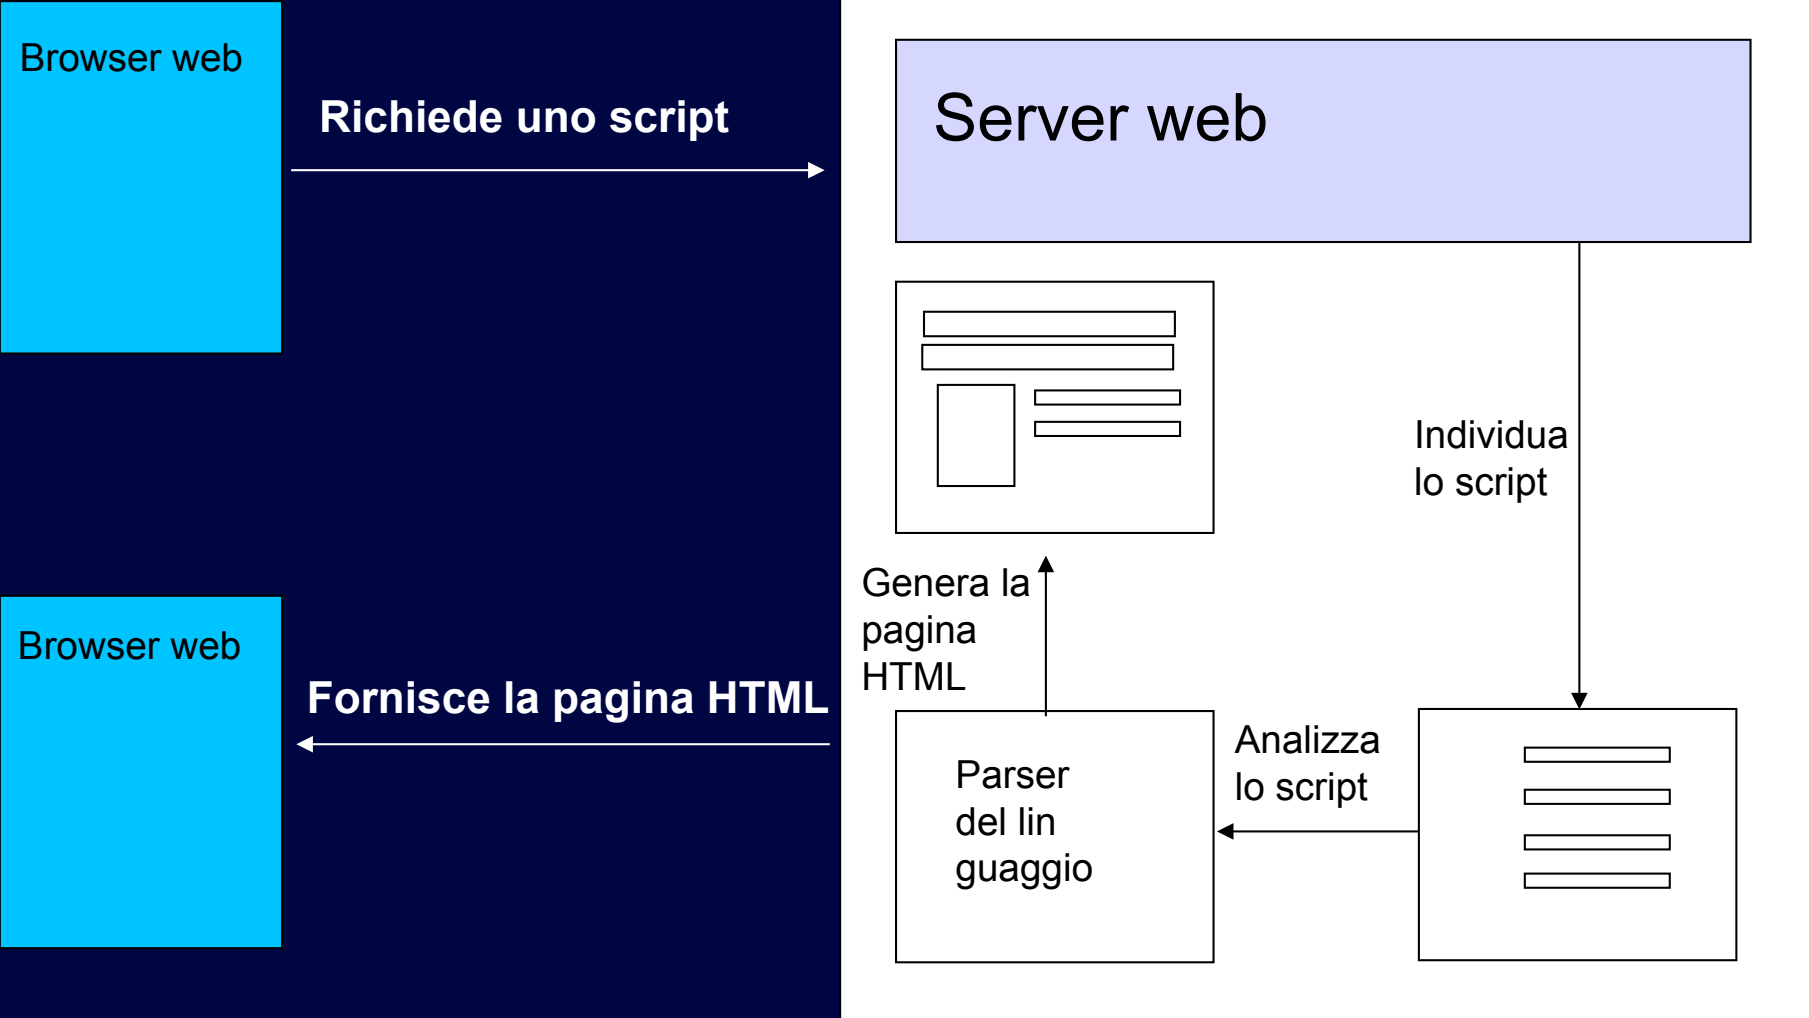 Browser web
Richiede uno script
Server web
Individua
lo script
Genera la
pagina
HTML
Browser web
Fornisce la pagina HTML
Analizza
lo script
Parser
del lin
guaggio